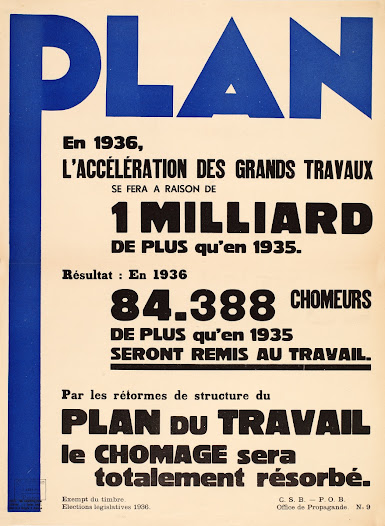 PLAN
En 1936,
L'ACCÉLÉRATION DES GRANDS TRAVAUX
SE FERA A RAISON DE
1 MILLIARD
DE PLUS qu'en 1935.
Résultat : En 1936
84.388 CHOMEURS
DE PLUS qu'en 1935
SERONT REMIS AU TRAVAIL.
Par les réformes de structure du
PLAN DU TRAVAIL
le CHOMAGE sera
totalement résorbé.
Exempt du timbre.
Elections législatives 1936.
C. S. B. — P. O. B.
Office de Propagande. N. 9